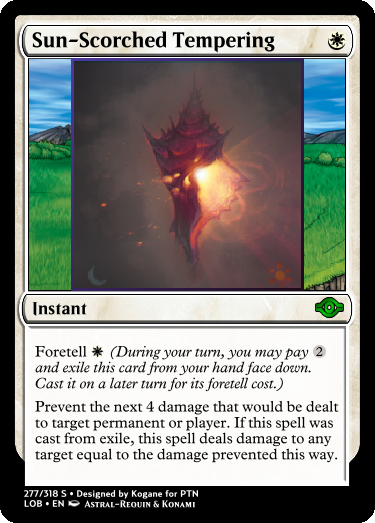 Sun-Scorched Tempering
Instant
Foretell (During your turn, you may pay 2
and exile this card from your hand face down.
Cast it on a later turn for its foretell cost.)
Prevent the next 4 damage that would be dealt
to target permanent or player. If this spell was
cast from exile, this spell deals damage to any
target equal to the damage prevented this way.
277/318 S • Designed by Kogane for PTN
LOB • EN Astral-Requin & Konami